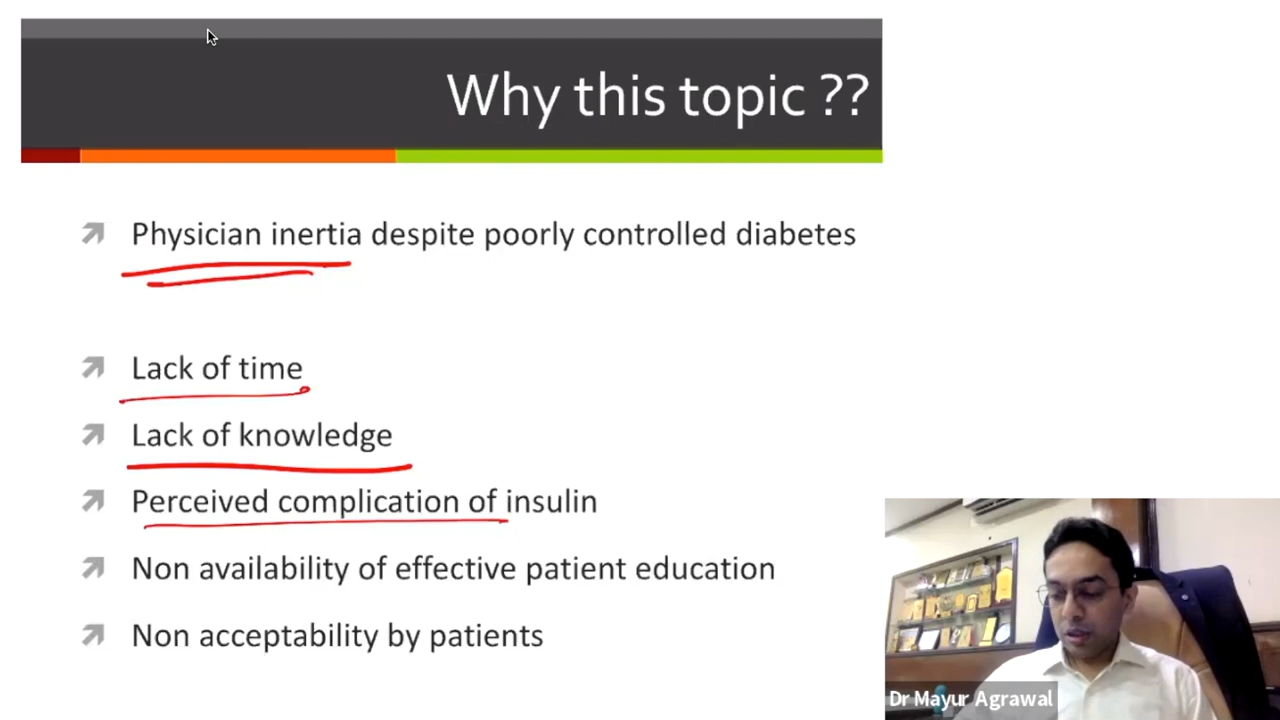 Why this topic ??
Physician inertia despite poorly controlled diabetes
Lack of time
Lack of knowledge
Perceived complication of insulin
Non availability of effective patient education
Non acceptability by patients
Dr Mayur Agrawal